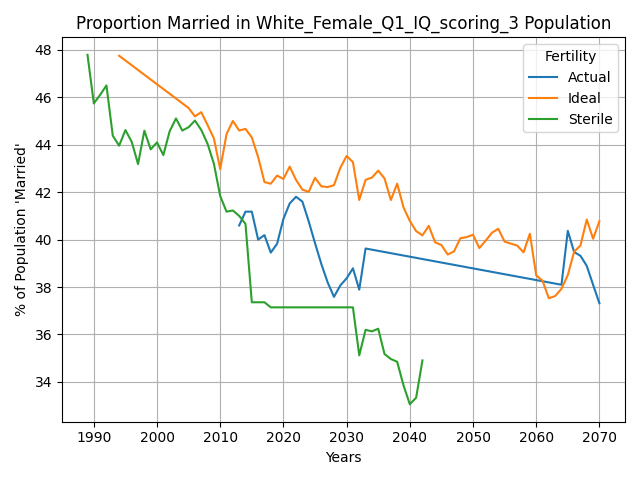 Proportion Married in White_Female_Q1_IQ_scoring_3 Population
% of Population 'Married'
48
46
44
42
40
38
36
34
Fertility
Actual
Ideal
Sterile
1990 2000 2010 2020 2030 2040 2050 2060 2070
Years